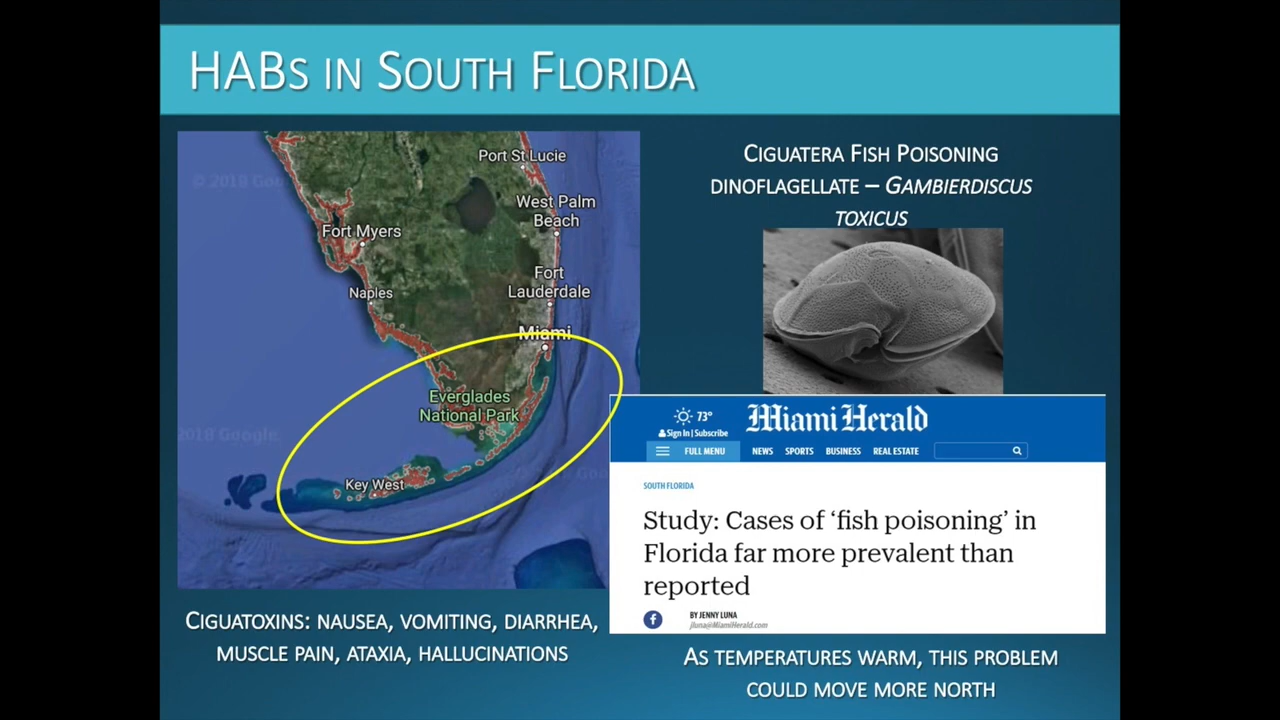 HABs in South Florida
© 2018 Goo
Port St Lucie
West Palm
Beach
Fort Myers
Fort
Lauderdale
Naples
Miami
Everglades
National Park
2018 Google
Key West
Ciguatoxins: nausea, vomiting, diarrhea,
muscle pain, ataxia, hallucinations
Ciguatera Fish Poisoning
dinoflagellate – Gambierdiscus
toxicus
73°
Miami Herald
Sign In | Subscribe
FULL MENU NEWS SPORTS BUSINESS REAL ESTATE
SOUTH FLORIDA
Study: Cases of ‘fish poisoning’ in
Florida far more prevalent than
reported
f
BY JENNY LUNA
jluna@MiamiHerald.com
As temperatures warm, this problem
could move more north